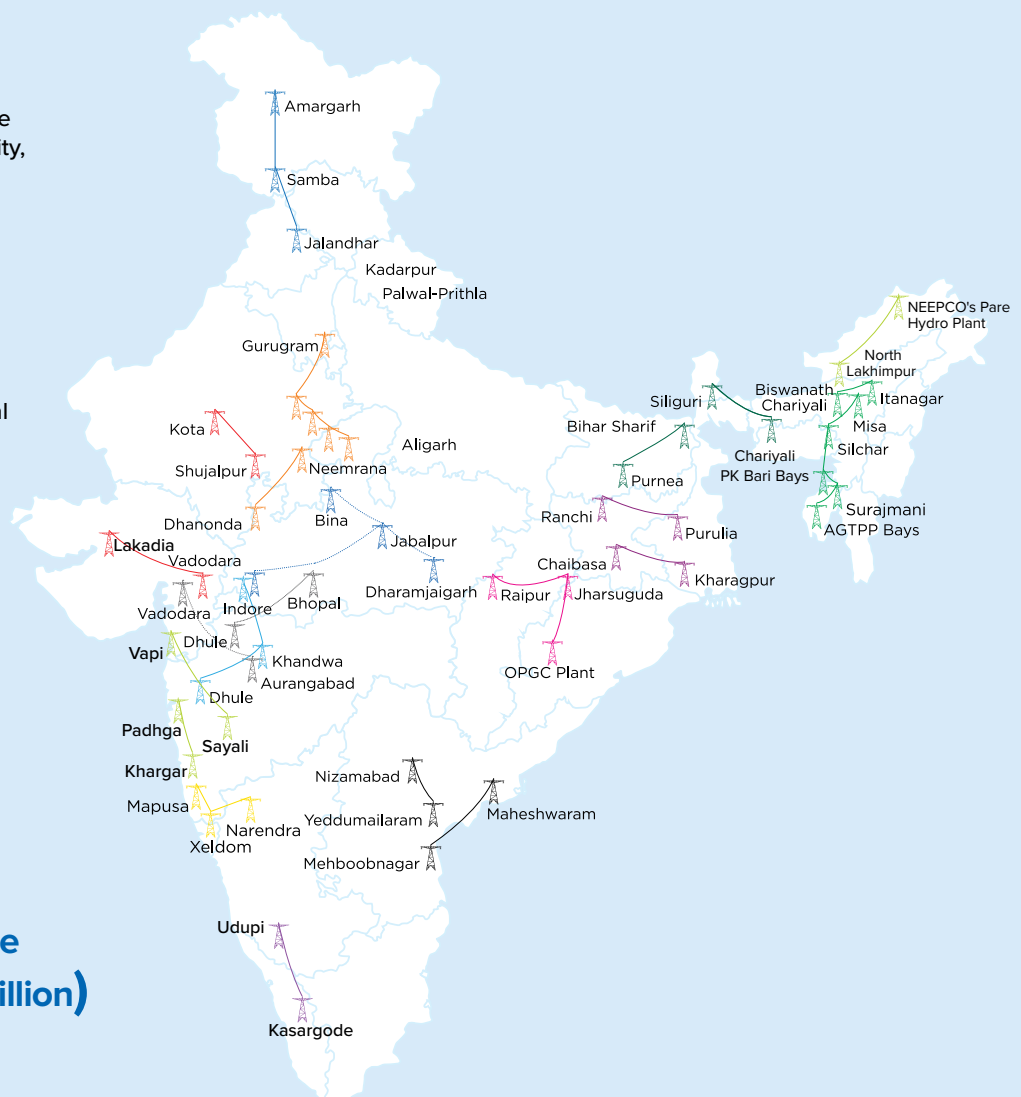 e
ity,
al
e
illion)
Amargarh
Samba
Jalandhar
Kadarpur
Palwal-Prithla
NEEPCO's Pare
Hydro Plant
Gurugram
North
Lakhimpur
Biswanath
Chariyali
Itanagar
Siliguri
Misa
Kota
Bihar Sharif
Aligarh
Chariyali
Silchar
Shujalpur
Neemrana
Purnea
PK Bari Bays
Dhanonda
Bina
Ranchi
Surajmani
AGTPP Bays
Lakadia
Jabalpur
Purulia
Vadodara
Chaibasa
Kharagpur
Vadodara
Indore
Bhopal
Dharamjaigarh
Raipur
Jharsuguda
Vapi
Dhule
Khandwa
Aurangabad
OPGC Plant
Dhule
Padhga
Sayali
Khargar
Nizamabad
Mapusa
Narendra
Yeddumailaram
Maheshwaram
Xeldom
Mehboobnagar
Udupi
Kasargode